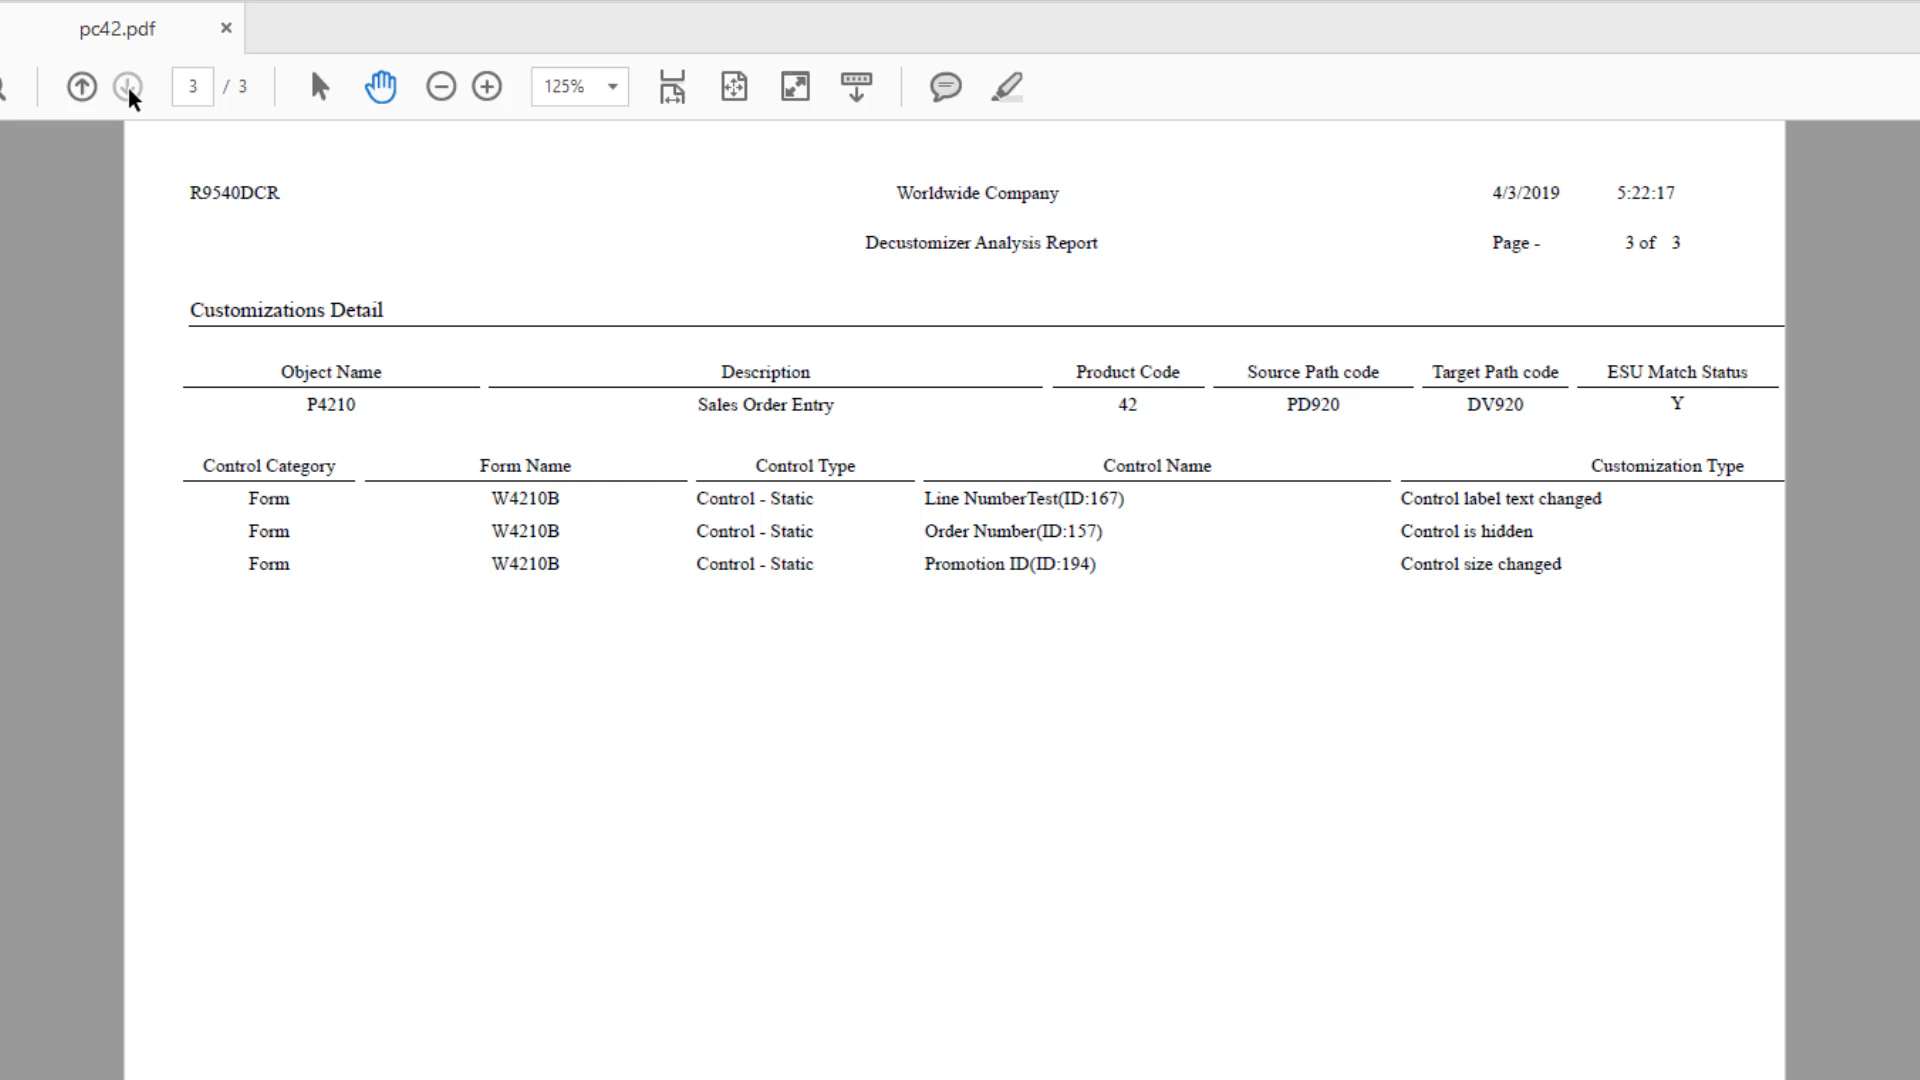 pc42.pdf
3 / 3 125%
R9540DCR Worldwide Company 4/3/2019 5:22:17
Decustomizer Analysis Report Page - 3 of 3
Customizations Detail
Object Name Description Product Code Source Path code Target Path code ESU Match Status
P4210 Sales Order Entry 42 PD920 DV920 Y
Control Category Form Name Control Type Control Name Customization Type
Form W4210B Control - Static Line NumberTest(ID:167) Control label text changed
Form W4210B Control - Static Order Number(ID:157) Control is hidden
Form W4210B Control - Static Promotion ID(ID:194) Control size changed